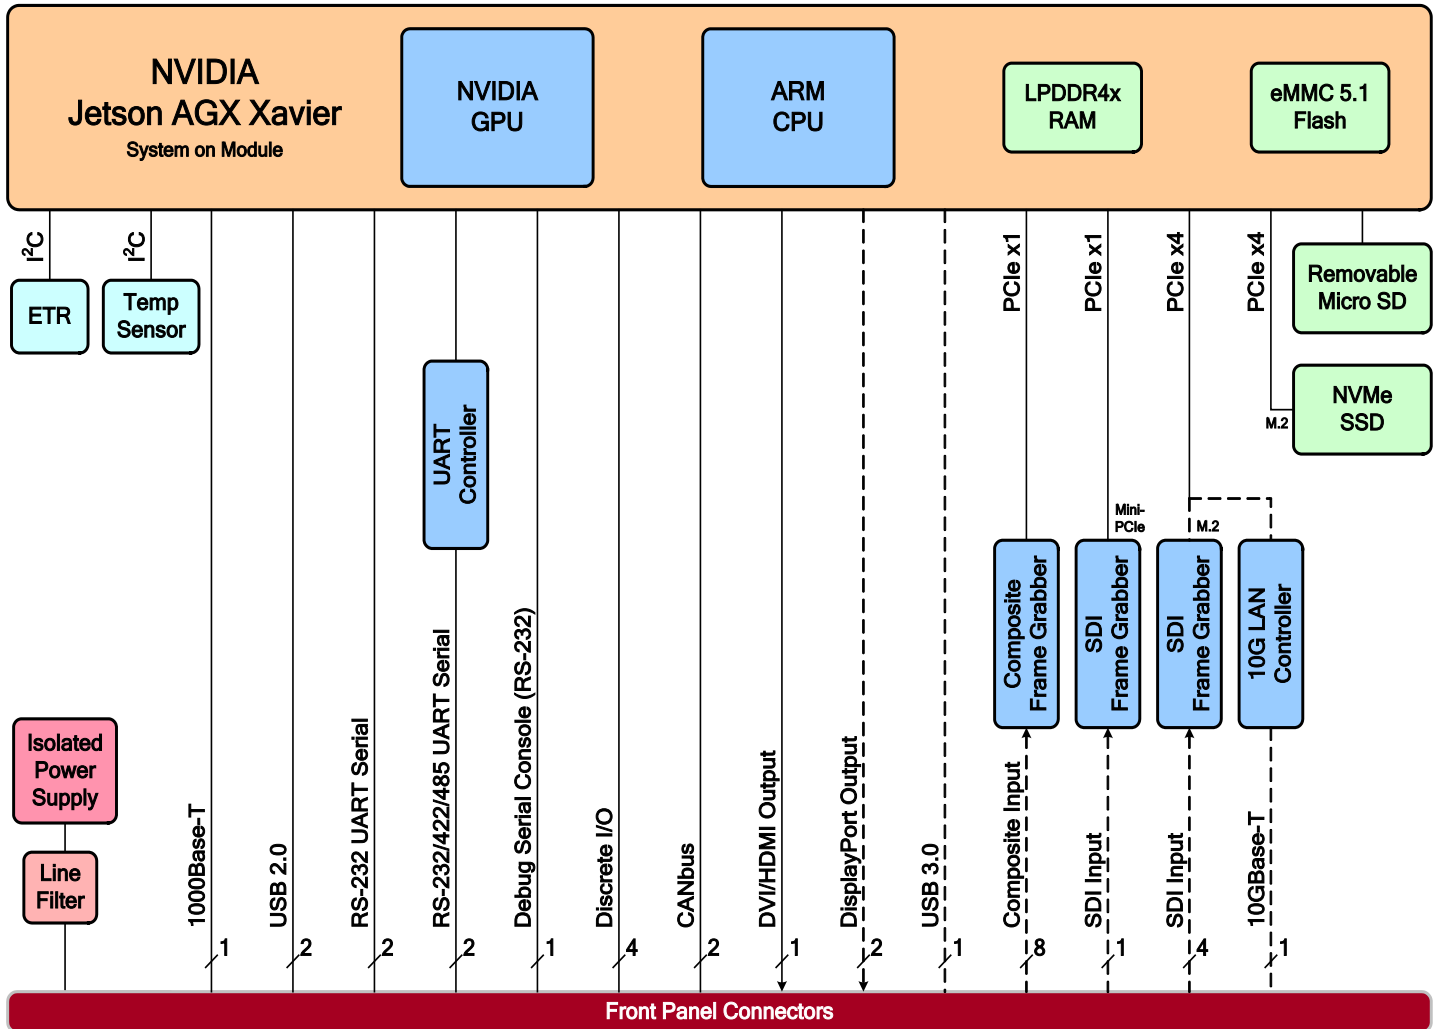 NVIDIA
Jetson AGX Xavier
System on Module
NVIDIA
GPU
ARM
CPU
LPDDR4x
RAM
eMMC 5.1
Flash
I²C
I²C
PCIe x1
PCIe x1
PCIe x4
PCIe x4
ETR
Temp
Sensor
Removable
Micro SD
UART
Controller
NVMe
SSD
M.2
Mini-
PCIe
M.2
Composite
Frame Grabber
SDI
Frame Grabber
SDI
Frame Grabber
10G LAN
Controller
Isolated
Power
Supply
Line
Filter
1000Base-T
USB 2.0
RS-232 UART Serial
RS-232/422/485 UART Serial
Debug Serial Console (RS-232)
Discrete I/O
CANbus
DVI/HDMI Output
DisplayPort Output
USB 3.0
Composite Input
SDI Input
SDI Input
10GBase-T
1
2
2
2
1
4
2
1
2
1
8
1
4
1
Front Panel Connectors